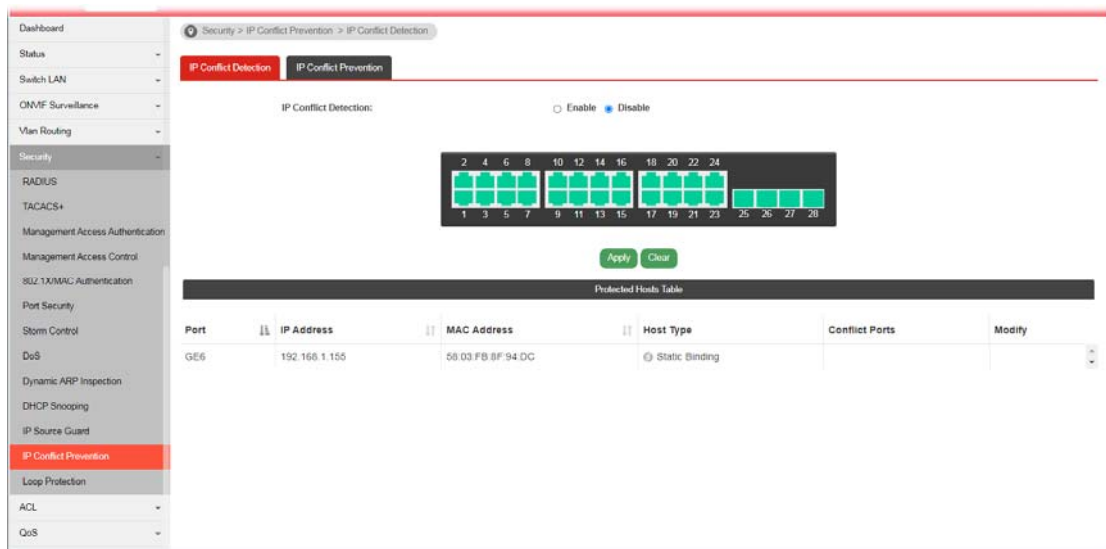 Dashboard
Status
Switch LAN
ONVIF Surveillance
Vlan Routing
Security
RADIUS
TACACS+
Management Access Authentication
Management Access Control
802.1X/MAC Authentication
Port Security
Storm Control
DoS
Dynamic ARP Inspection
DHCP Snooping
IP Source Guard
IP Conflict Prevention
Loop Protection
ACL
QoS
Security > IP Conflict Prevention > IP Conflict Detection
IP Conflict Detection IP Conflict Prevention
IP Conflict Detection: Enable Disable
2 4 6 8 10 12 14 16 18 20 22 24
1 3 5 7 9 11 13 15 17 19 21 23 25 26 27 28
Apply Clear
Protected Hosts Table
Port IP Address MAC Address Host Type Conflict Ports Modify
GE6 192.168.1.155 58:03:FB:8F:94:DC Static Binding